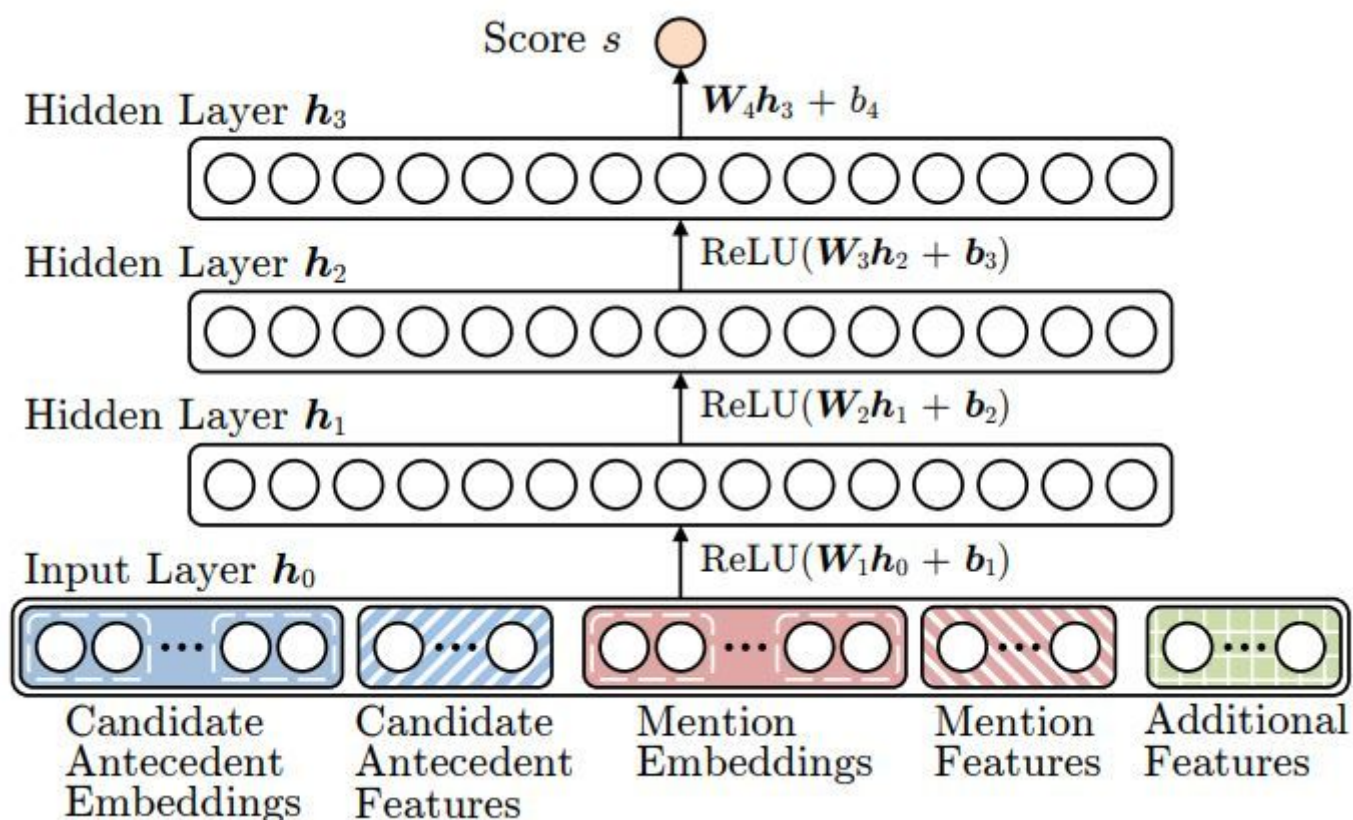 Score s
W₄h₃ + b₄
Hidden Layer h₃
ReLU(W₃h₂ + b₃)
Hidden Layer h₂
ReLU(W₂h₁ + b₂)
Hidden Layer h₁
ReLU(W₁h₀ + b₁)
Input Layer h₀
Candidate
Antecedent
Embeddings
Candidate
Antecedent
Features
Mention
Embeddings
Mention
Features
Additional
Features